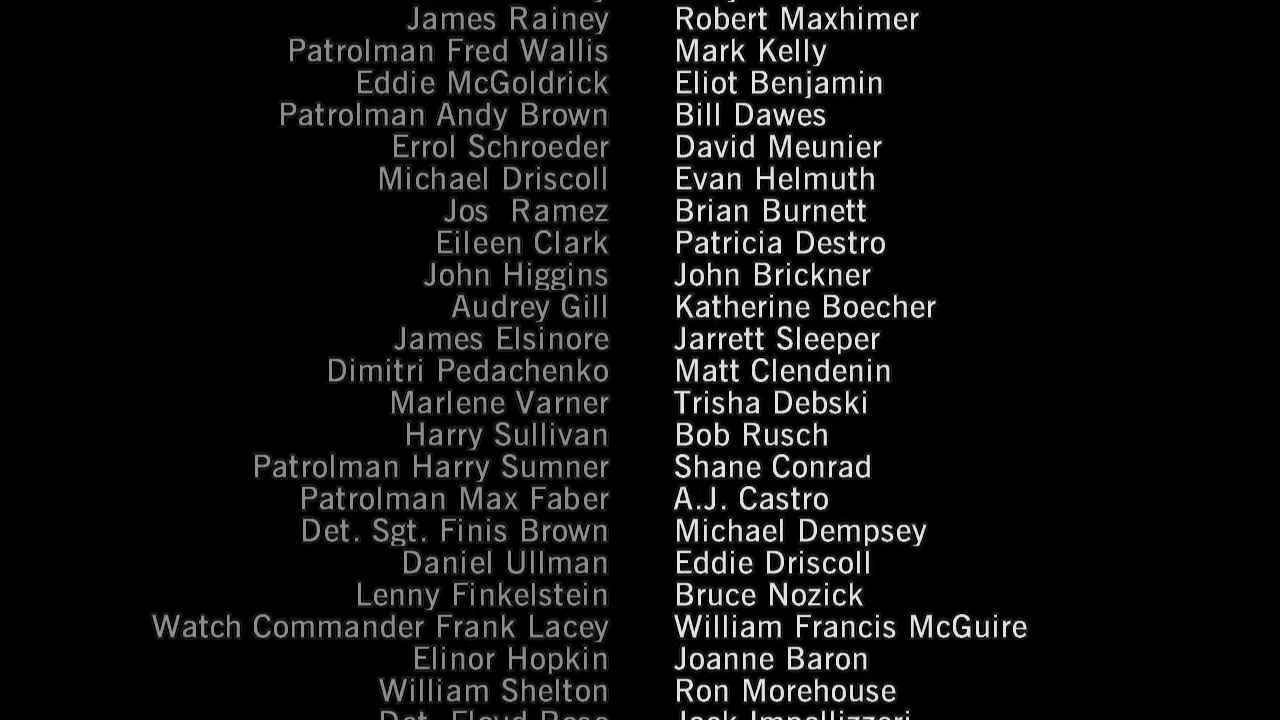 James Rainey Robert Maxhimer
Patrolman Fred Wallis Mark Kelly
Eddie McGoldrick Eliot Benjamin
Patrolman Andy Brown Bill Dawes
Errol Schroeder David Meunier
Michael Driscoll Evan Helmuth
Jos Ramez Brian Burnett
Eileen Clark Patricia Destro
John Higgins John Brickner
Audrey Gill Katherine Boecher
James Elsinore Jarrett Sleeper
Dimitri Pedachenko Matt Clendenin
Marlene Varner Trisha Debski
Harry Sullivan Bob Rusch
Patrolman Harry Sumner Shane Conrad
Patrolman Max Faber A.J. Castro
Det. Sgt. Finis Brown Michael Dempsey
Daniel Ullman Eddie Driscoll
Lenny Finkelstein Bruce Nozick
Watch Commander Frank Lacey William Francis McGuire
Elinor Hopkin Joanne Baron
William Shelton Ron Morehouse
Det. Floyd Rose Jack Impellizzeri